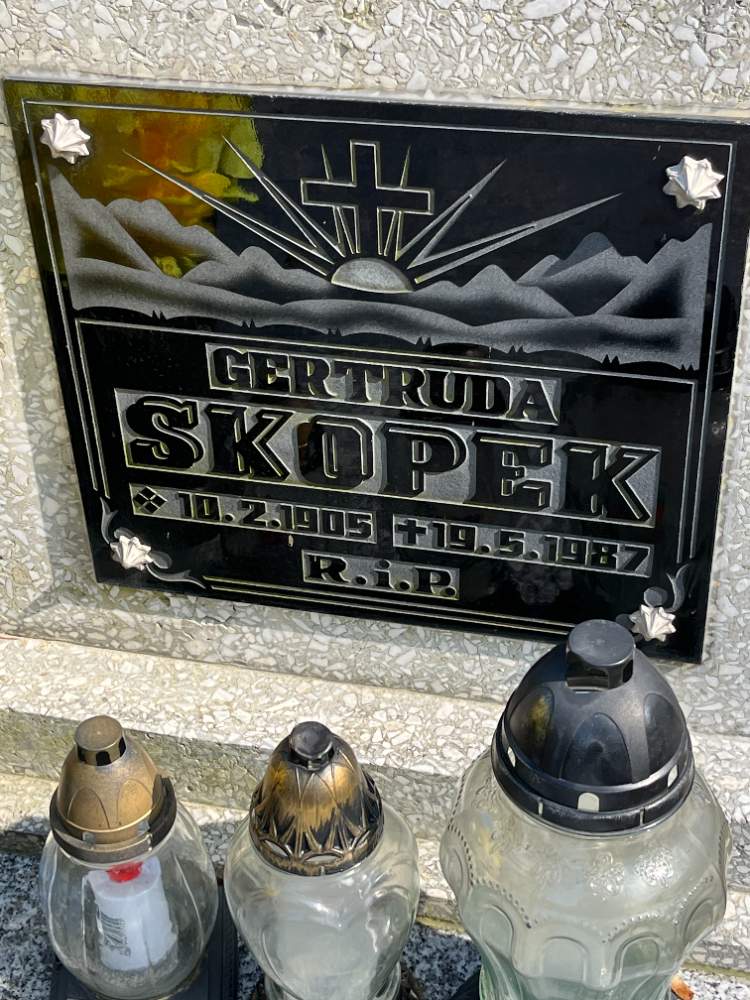 GERTRUDA
SKOPEK
10.2.1905 ✝19.5.1987
R.i.P.